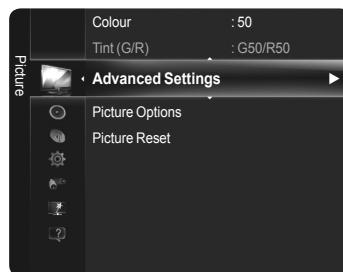 Picture
Colour : 50
Tint (G/R) : G50/R50
Advanced Settings
Picture Options
Picture Reset